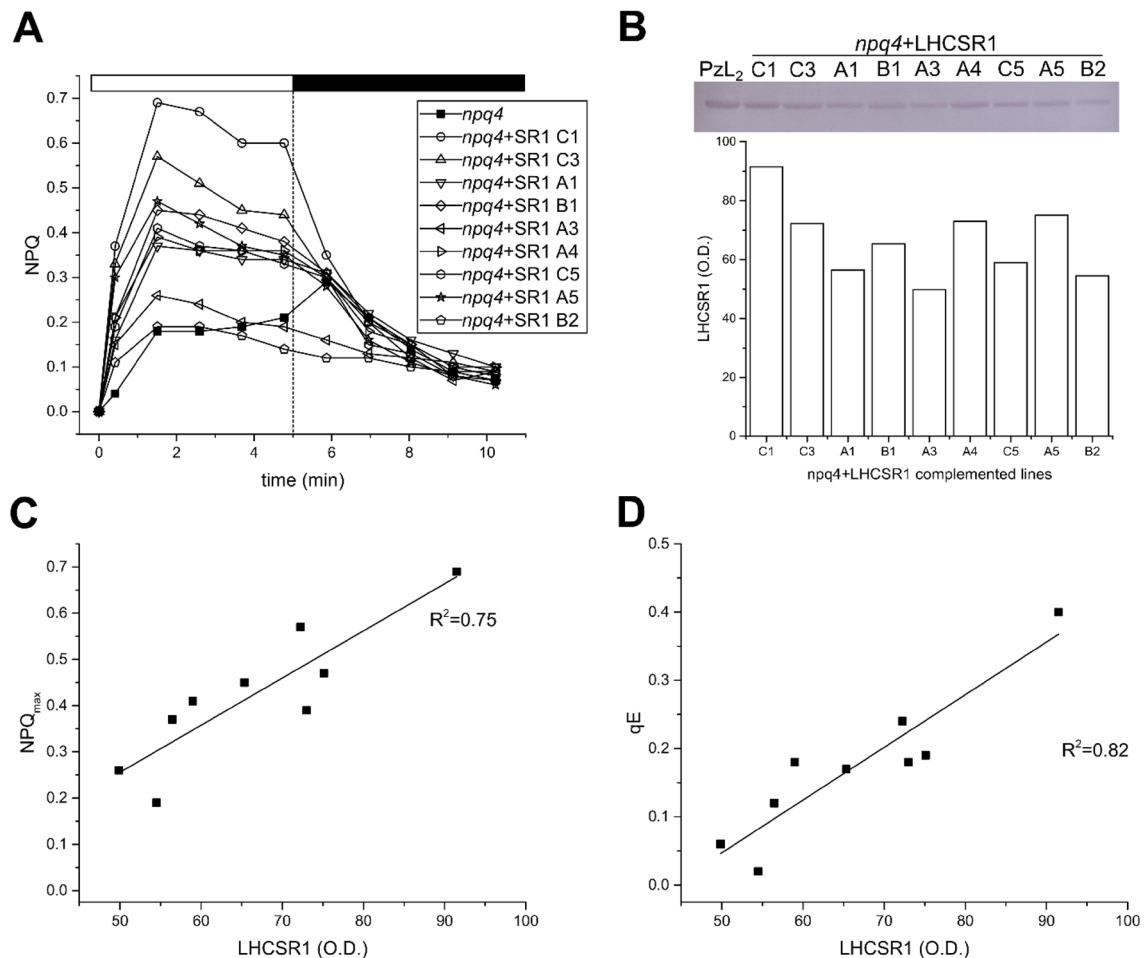 A
NPQ
0.7
0.6
0.5
0.4
0.3
0.2
0.1
0.0
0 2 4 6 8 10
time (min)
npq4
npq4+SR1 C1
npq4+SR1 C3
npq4+SR1 A1
npq4+SR1 B1
npq4+SR1 A3
npq4+SR1 A4
npq4+SR1 C5
npq4+SR1 A5
npq4+SR1 B2
B
npq4+LHCSR1
PzL2 C1 C3 A1 B1 A3 A4 C5 A5 B2
LHCSR1 (O.D.)
100
80
60
40
20
0
C1 C3 A1 B1 A3 A4 C5 A5 B2
npq4+LHCSR1 complemented lines
C
NPQmax
0.7
0.6
0.5
0.4
0.3
0.2
0.1
0.0
R²=0.75
50 60 70 80 90 100
LHCSR1 (O.D.)
D
qE
0.5
0.4
0.3
0.2
0.1
0.0
R²=0.82
50 60 70 80 90 100
LHCSR1 (O.D.)